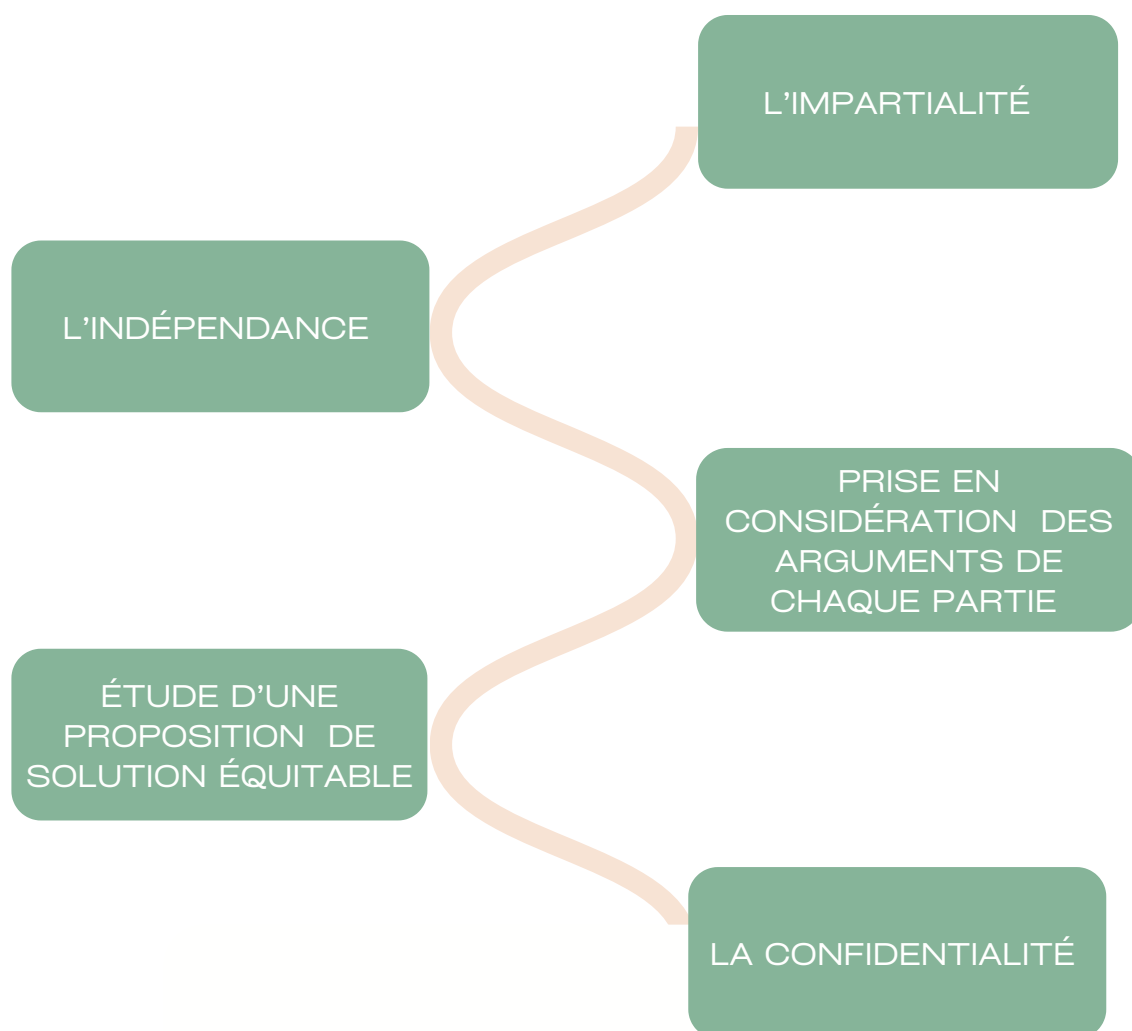 L'IMPARTIALITÉ
L'INDÉPENDANCE
PRISE EN
CONSIDÉRATION DES
ARGUMENTS DE
CHAQUE PARTIE
ÉTUDE D’UNE
PROPOSITION DE
SOLUTION ÉQUITABLE
LA CONFIDENTIALITÉ